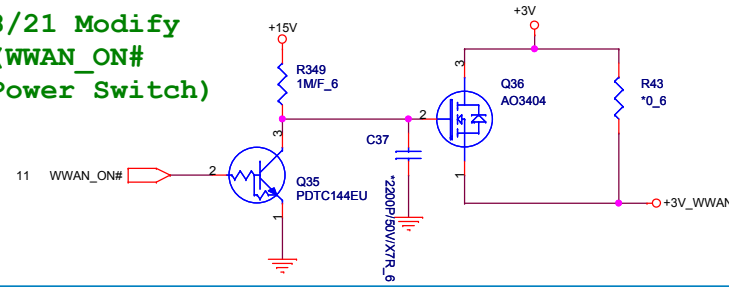 3/21 Modify
(WWAN_ON#
Power Switch)
+15V
+3V
R349
1M/F_6
3
Q36
AO3404
R43
*0_6
3
2
C37
11
WWAN_ON#
2
Q35
PDTC144EU
*2200P/50V/X7R_6
1
1
+3V_WWAN